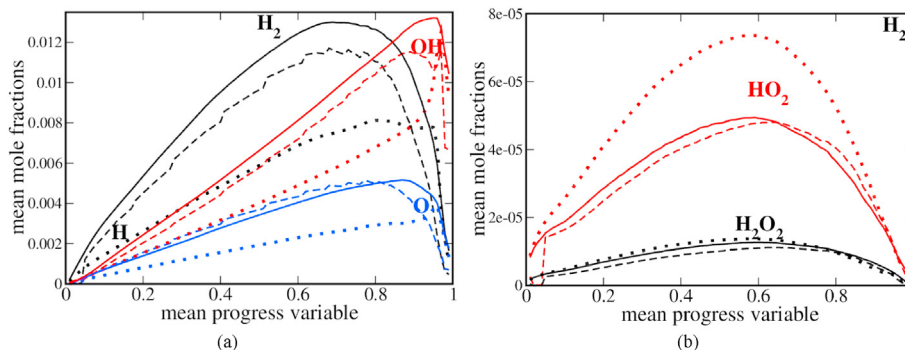 0.012
0.01
0.008
0.006
0.004
0.002
0
0.2
0.4
0.6
0.8
1
mean mole fractions
mean progress variable
H2
OH
H
O
(a)
8e-05
6e-05
4e-05
2e-05
0
0
0.2
0.4
0.6
0.8
mean mole fractions
mean progress variable
H2
HO2
H2O2
(b)